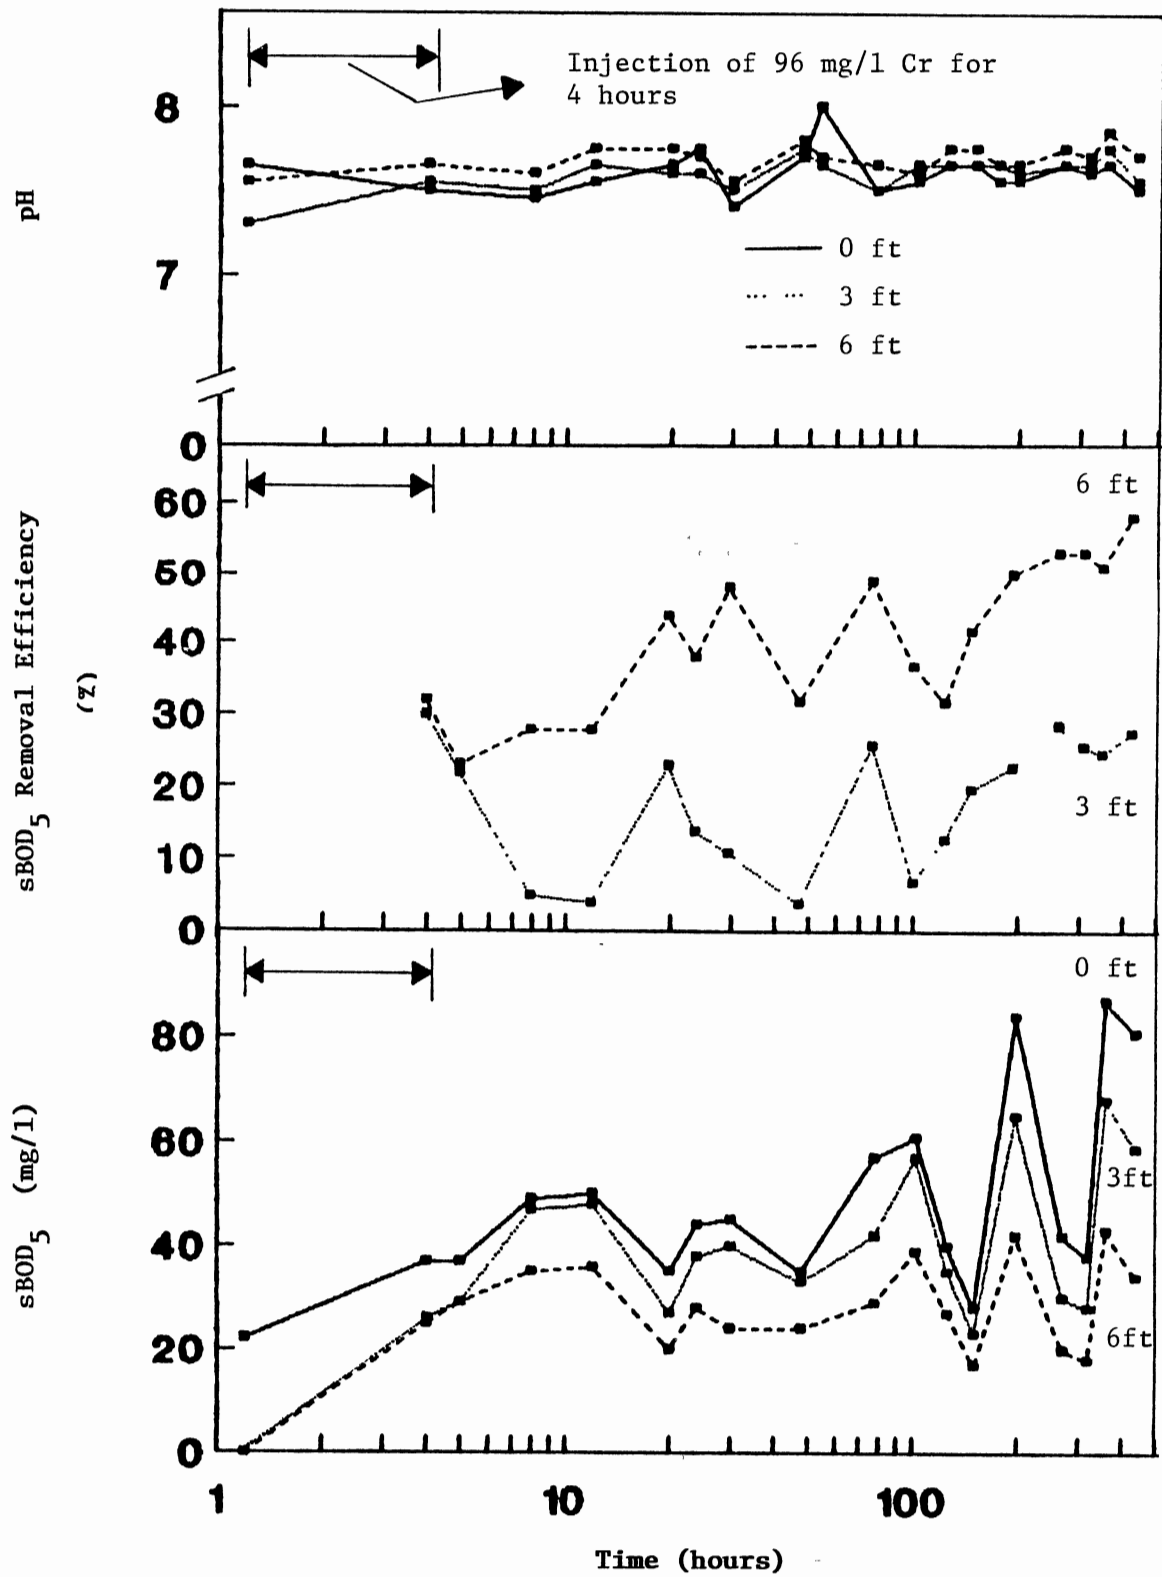 Injection of 96 mg/l Cr for
4 hours
8
pH
7
0 ft
3 ft
6 ft
0
6 ft
60
50
40
30
20
10
0
sBOD5 Removal Efficiency
(%)
3 ft
0 ft
80
60
40
20
0
sBOD5 (mg/l)
3ft
6ft
1
10
100
Time (hours)